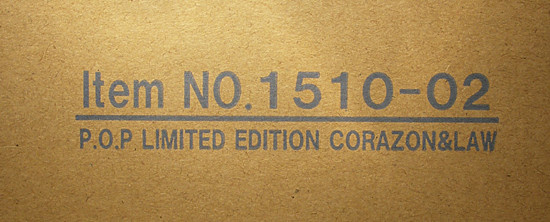 Item NO.1510-02
P.O.P LIMITED EDITION CORAZON&LAW